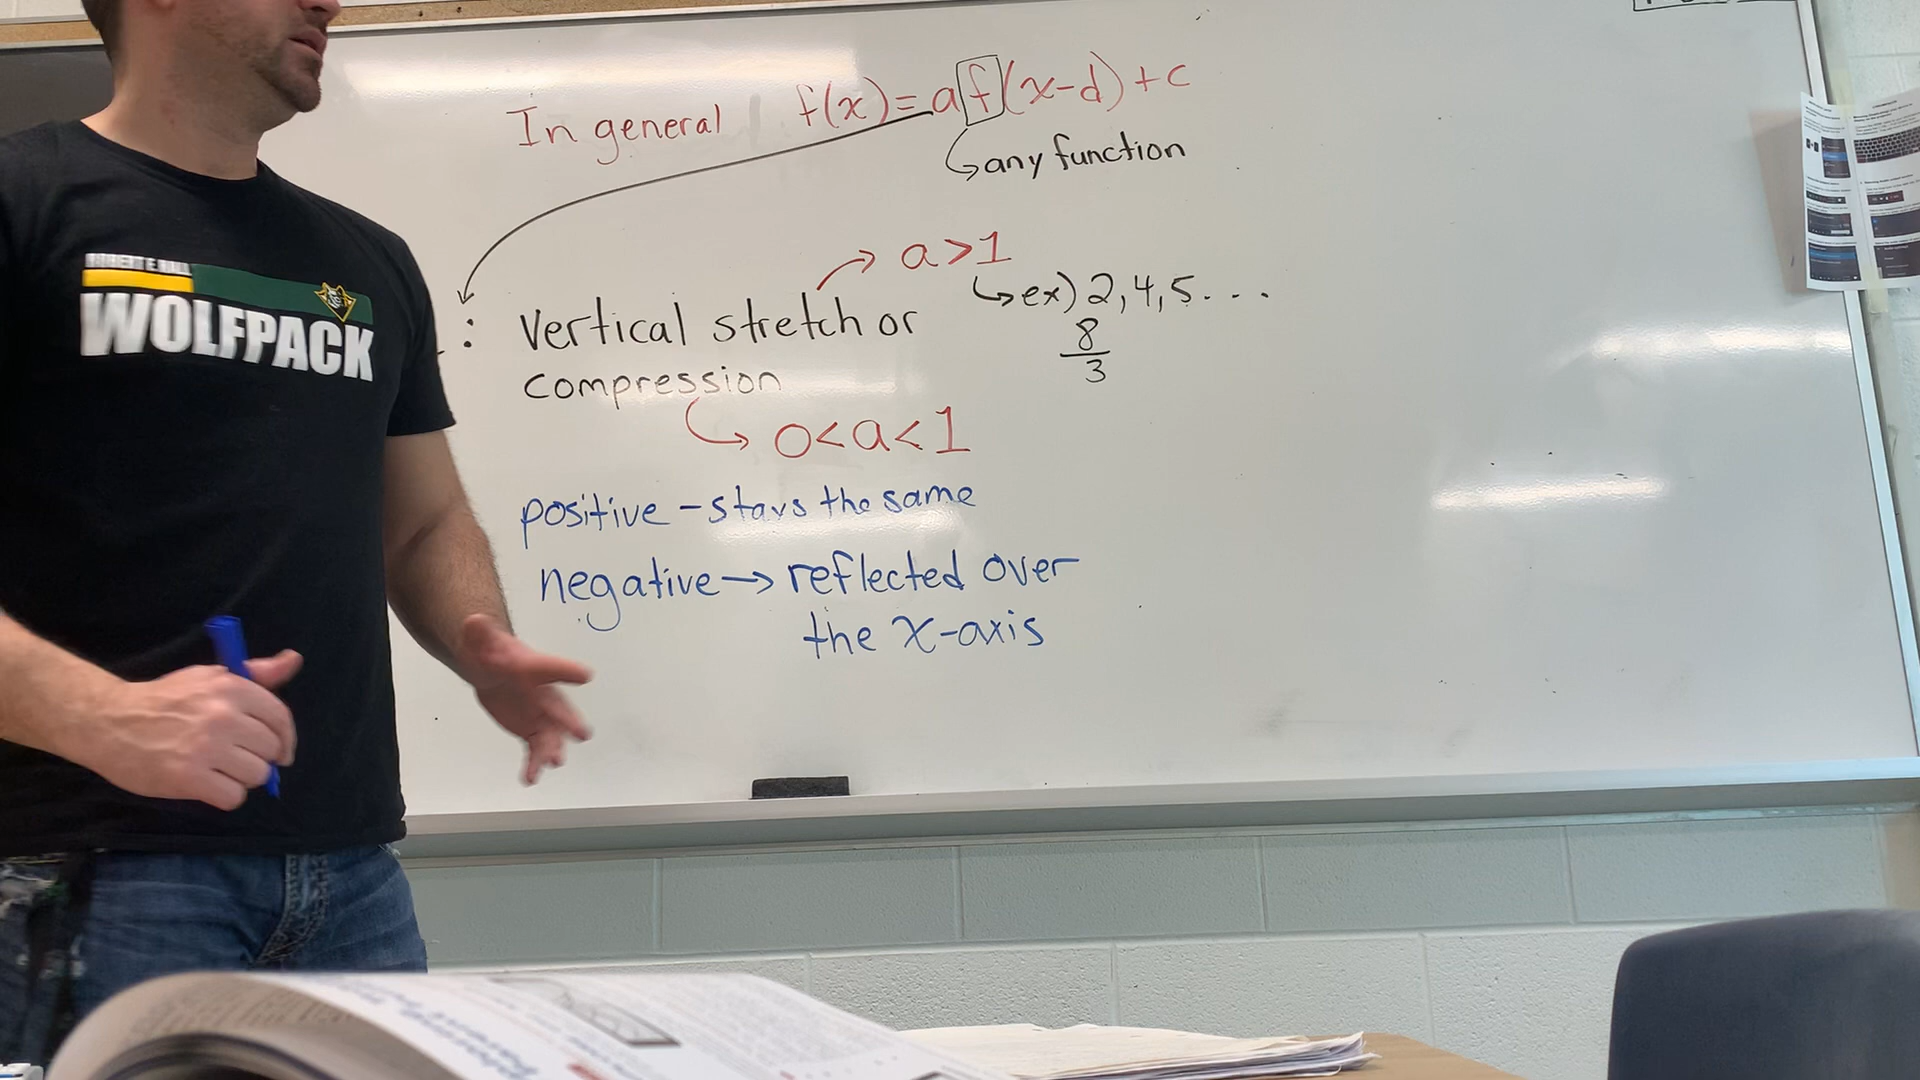 In general f(x)=af(x-d)+c
any function
a>1
ex) 2,4,5...
8
3
: Vertical stretch or
compression
0<a<1
positive - stays the same
negative → reflected over
the x-axis
WOLFPACK